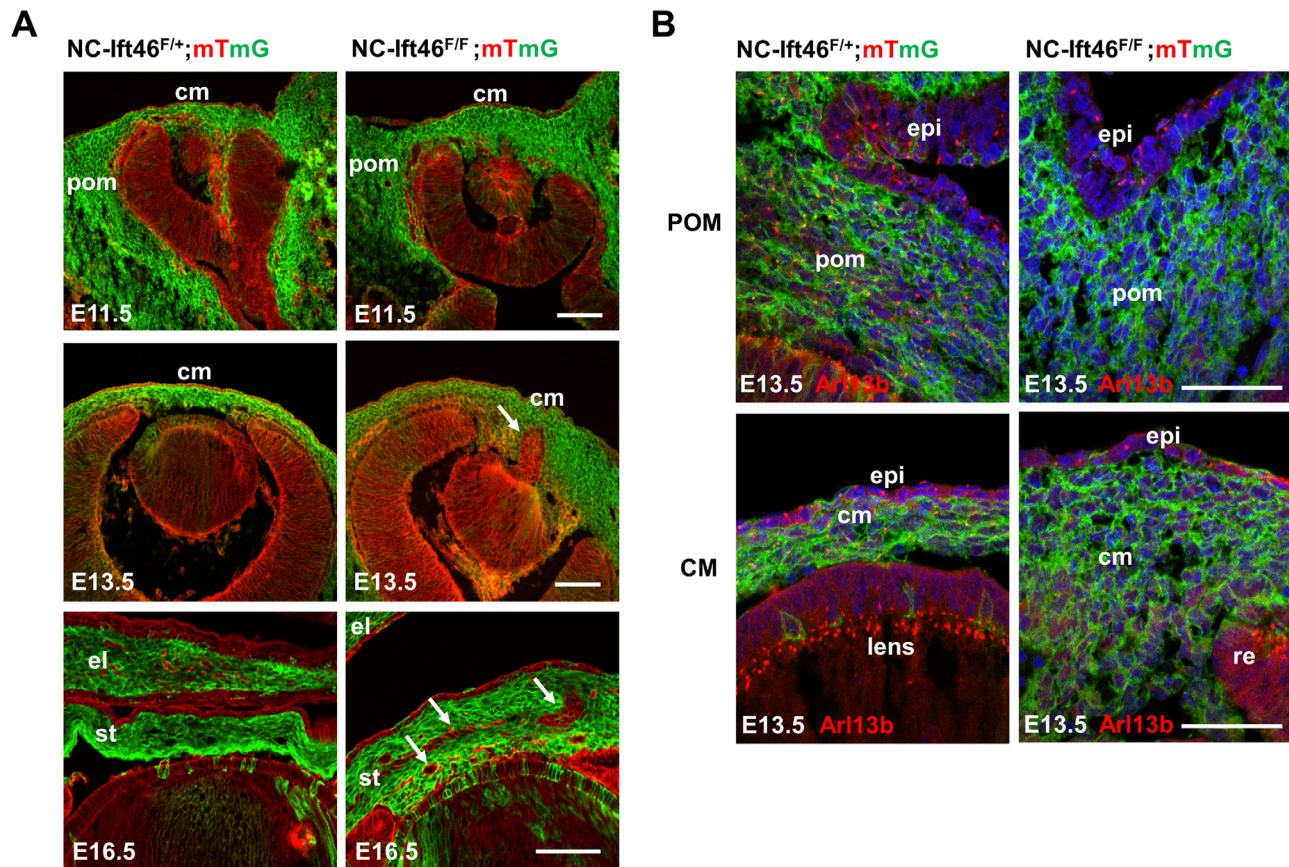 A
NC-Ift46F/+;mTmG
NC-Ift46F/F;mTmG
cm
pom
E11.5
cm
pom
E11.5
cm
E13.5
cm
E13.5
el
st
E16.5
el
st
E16.5
B
NC-Ift46F/+;mTmG
NC-Ift46F/F;mTmG
POM
epi
pom
E13.5 Arl13b
epi
pom
E13.5 Arl13b
CM
epi
cm
lens
E13.5 Arl13b
epi
cm
re
E13.5 Arl13b